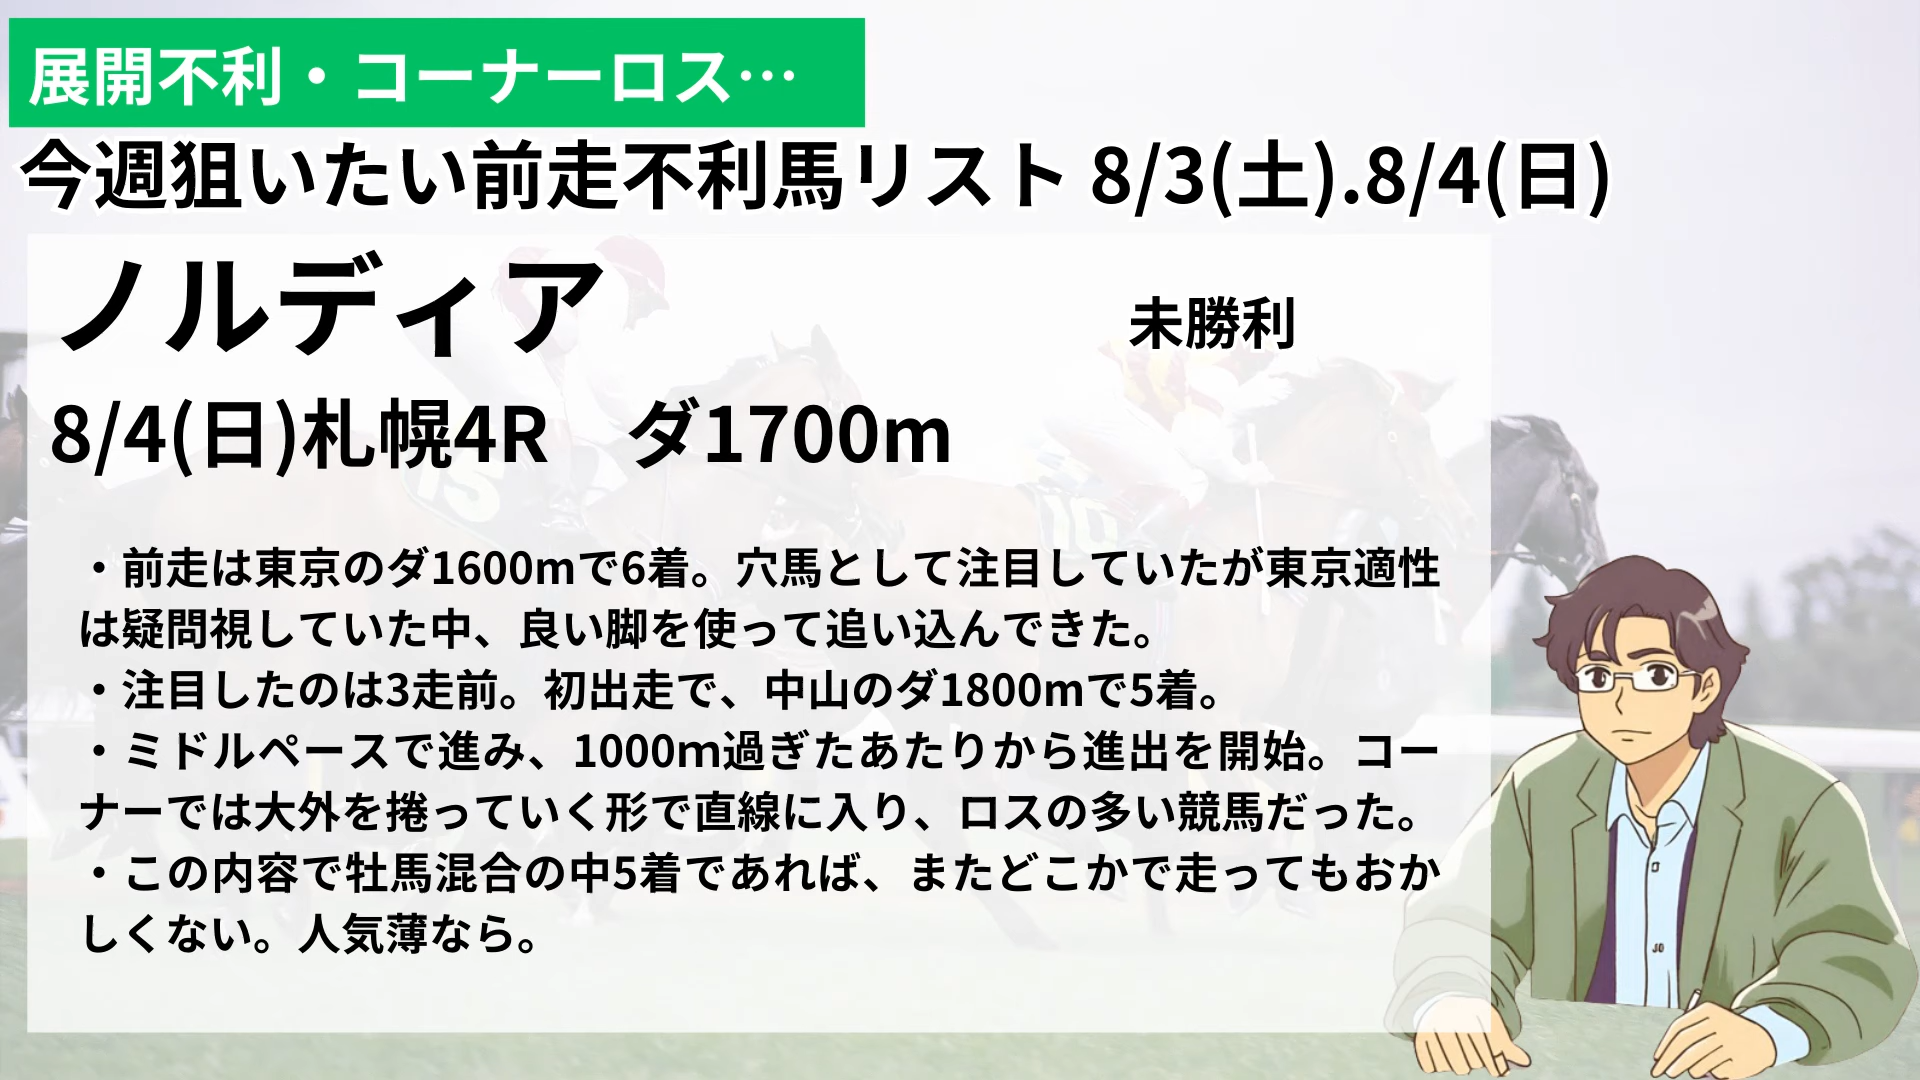 展開不利・コーナーロス…
今週狙いたい前走不利馬リスト 8/3(土).8/4(日)
ノルディア
未勝利
8/4(日)札幌4R　ダ1700m
・前走は東京のダ1600mで6着。穴馬として注目していたが東京適性
は疑問視していた中、良い脚を使って追い込んできた。
・注目したのは3走前。初出走で、中山のダ1800mで5着。
・ミドルペースで進み、1000m過ぎたあたりから進出を開始。コー
ナーでは大外を捲っていく形で直線に入り、ロスの多い競馬だった。
・この内容で牡馬混合の中5着であれば、またどこかで走ってもおか
しくない。人気薄なら。
15
10